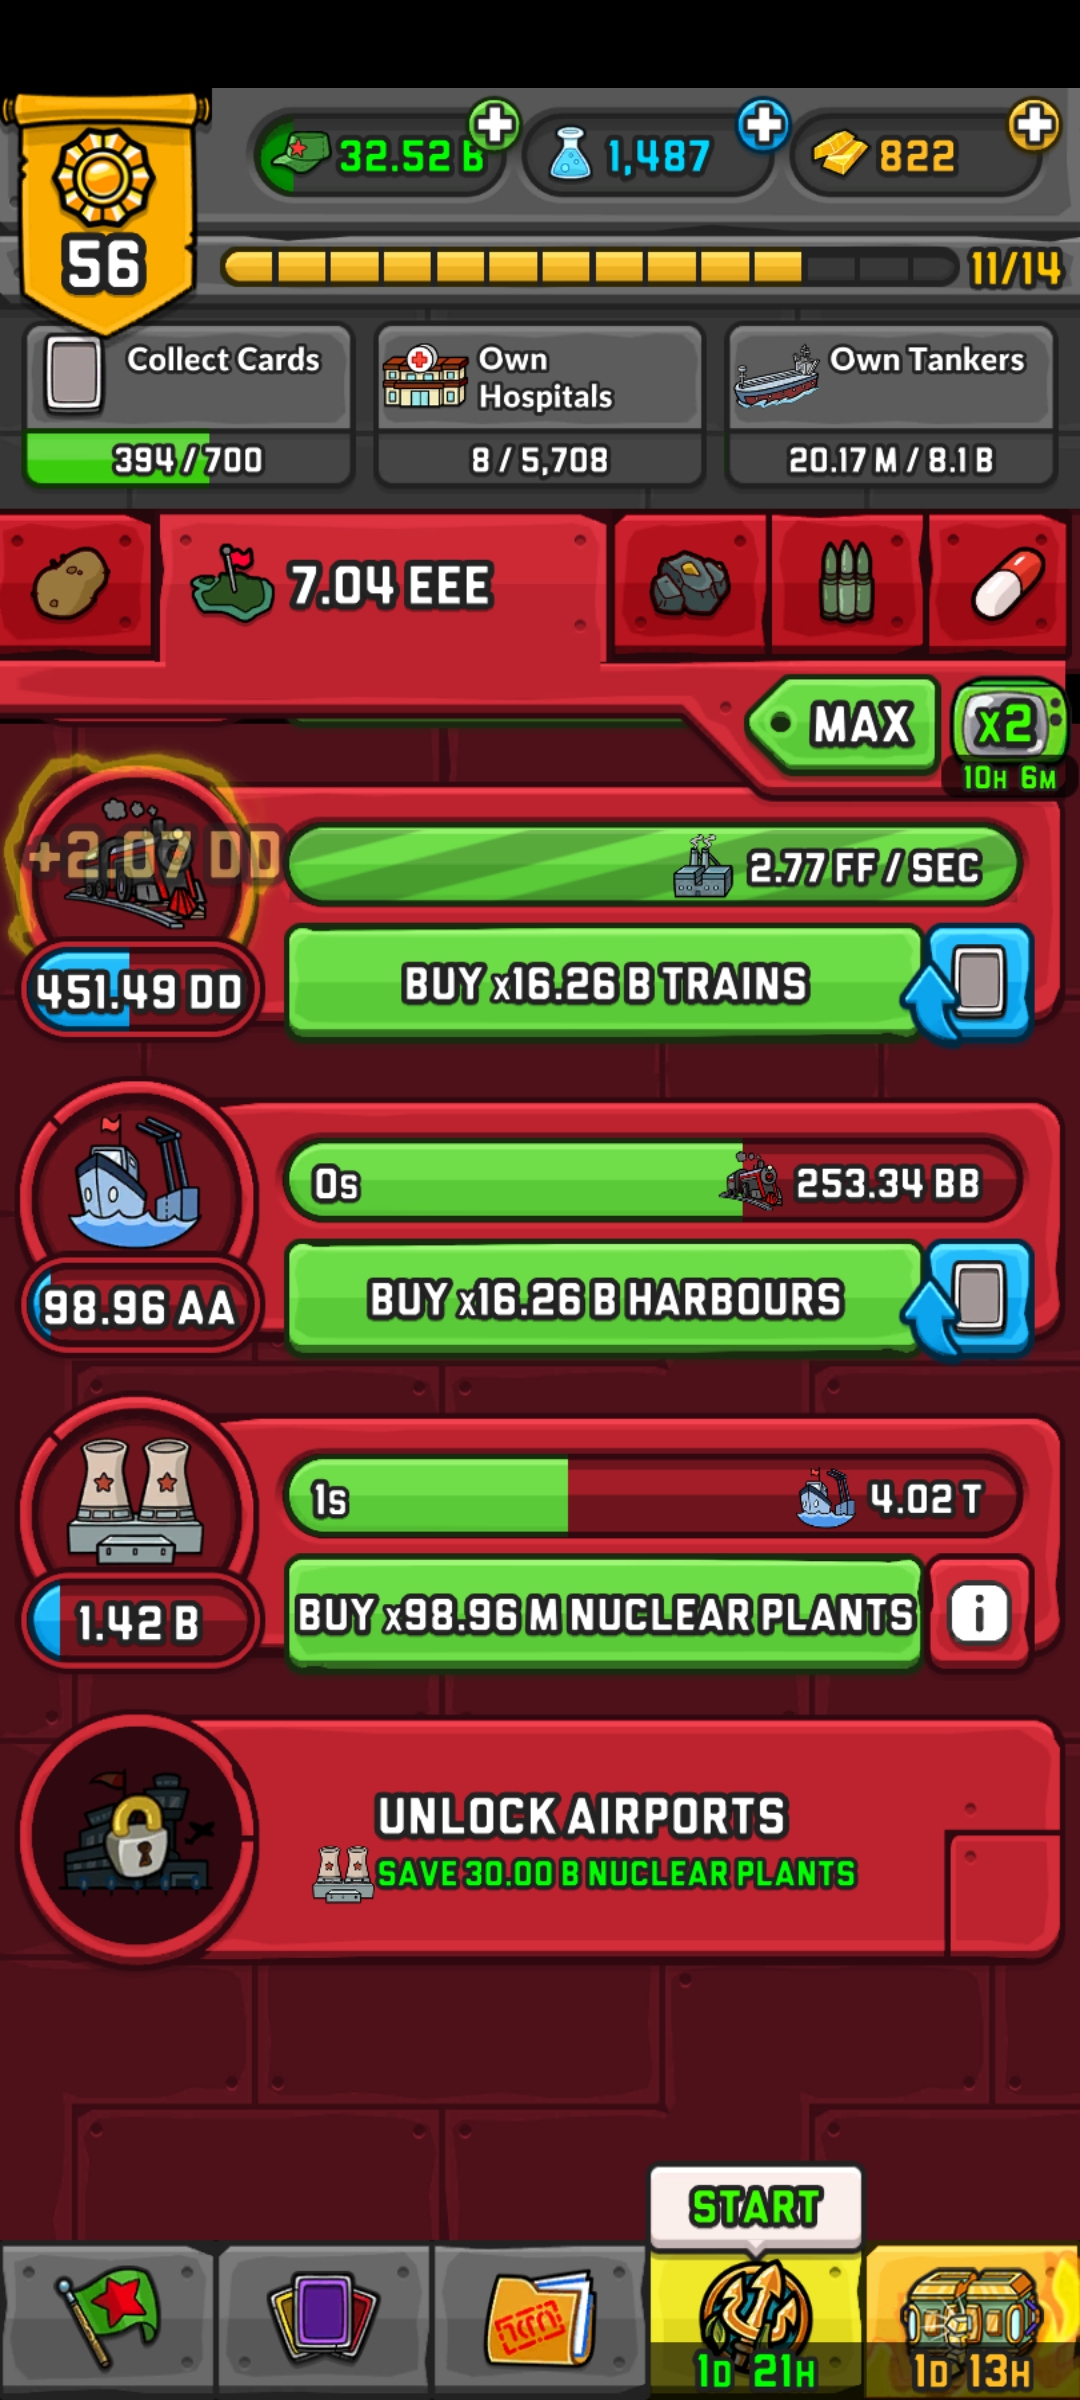 32.52 B
1,487
822
56
11/14
Collect Cards
394/700
Own
Hospitals
8/5,708
Own Tankers
20.17 M/8.1 B
7.04 EEE
MAX
x2
10H 6M
+2.07 DD
2.77 FF/SEC
451.49 DD
BUY x16.26 B TRAINS
0s
253.34 BB
98.96 AA
BUY x16.26 B HARBOURS
1s
4.02 T
1.42 B
BUY x98.96 M NUCLEAR PLANTS
i
UNLOCK AIRPORTS
SAVE 30.00 B NUCLEAR PLANTS
START
1D 21H
1D 13H